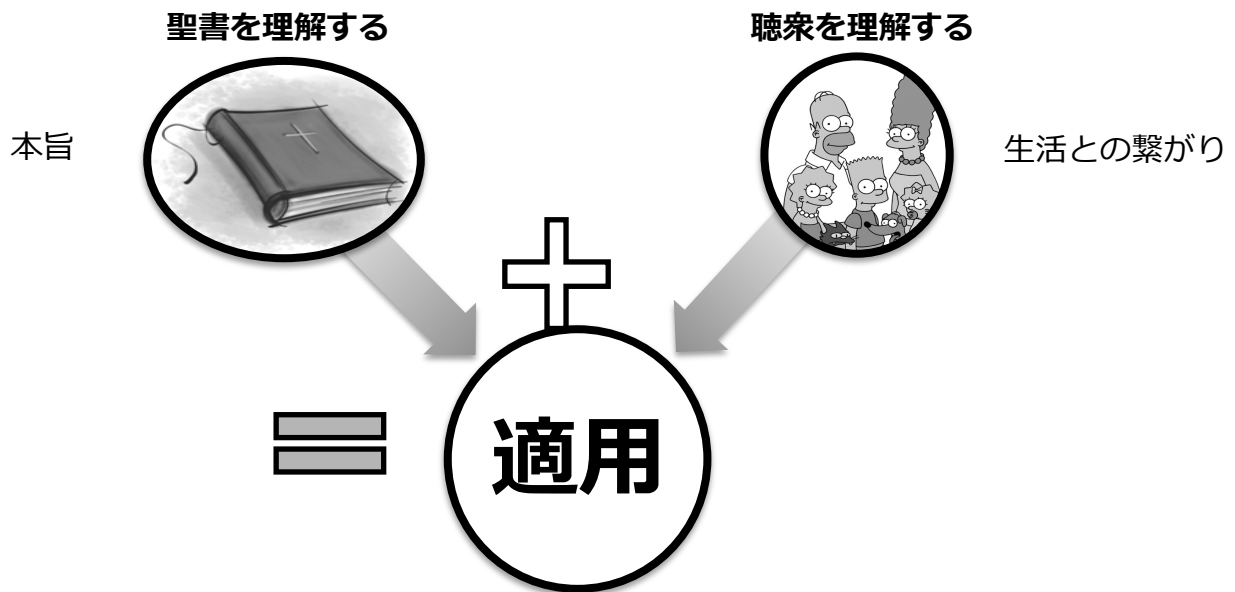 聖書を理解する
聴衆を理解する
本旨
生活との繋がり
適用